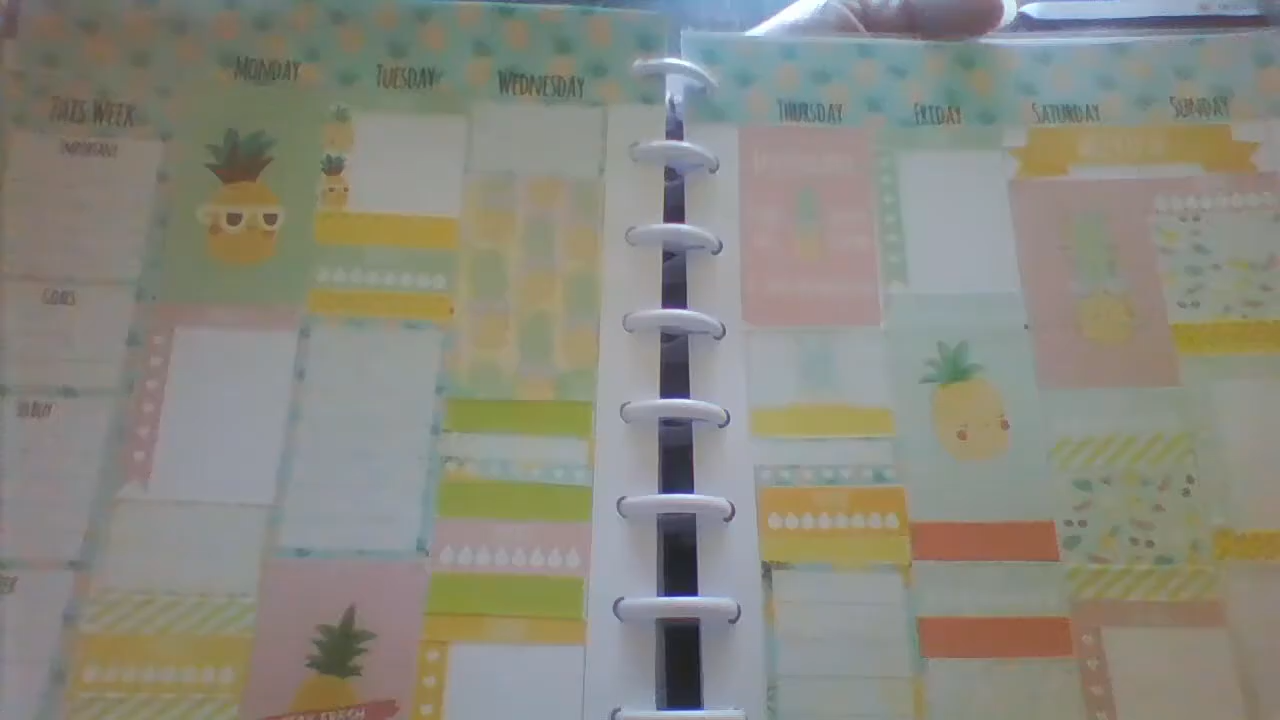 MONDAY
TUESDAY
WEDNESDAY
THURSDAY
FRIDAY
SATURDAY
SUNDAY
THIS WEEK
IMPORTANT
GOALS
TO BUY